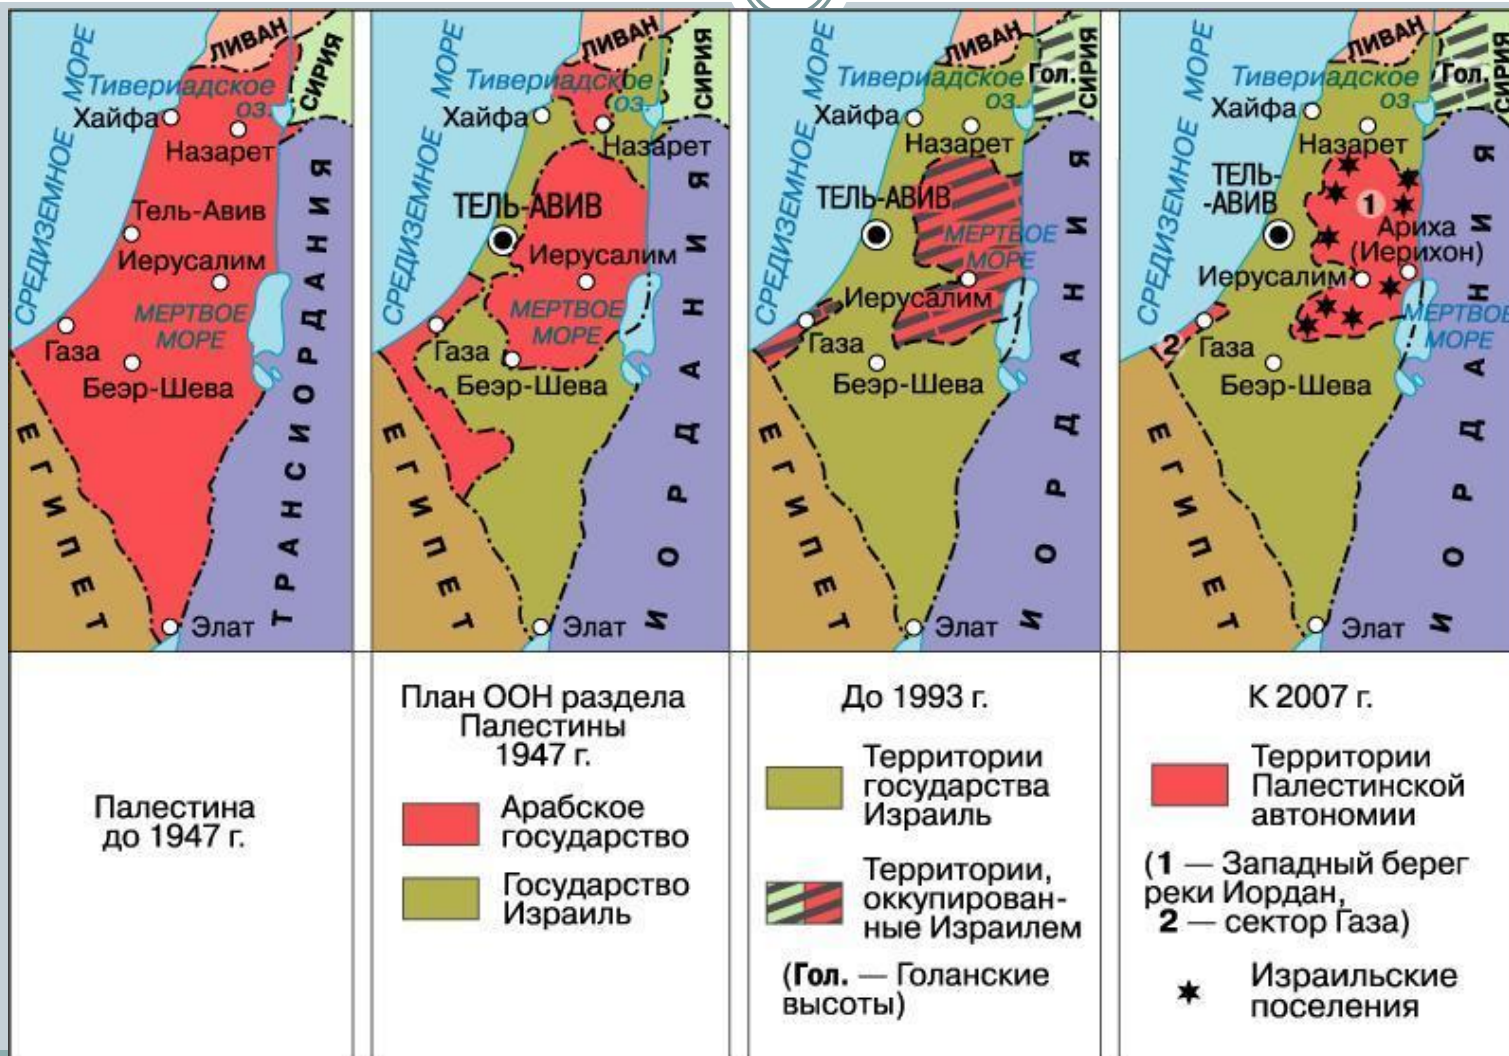 ЛИВАН
СИРИЯ
СРЕДИЗЕМНОЕ МОРЕ
Тивериадское
оз.
Хайфа
Назарет
Тель-Авив
Иерусалим
МЕРТВОЕ
МОРЕ
Газа
Беэр-Шева
ЕГИПЕТ
ТРАНСИОРДАНИЯ
Элат
Палестина
до 1947 г.
ЛИВАН
СИРИЯ
СРЕДИЗЕМНОЕ МОРЕ
Тивериадское
оз.
Хайфа
Назарет
ТЕЛЬ-АВИВ
Иерусалим
МЕРТВОЕ
МОРЕ
Газа
Беэр-Шева
ЕГИПЕТ
ИОРДАНИЯ
Элат
План ООН раздела
Палестины
1947 г.
Арабское
государство
Государство
Израиль
ЛИВАН
СИРИЯ
Гол.
СРЕДИЗЕМНОЕ МОРЕ
Тивериадское
оз.
Хайфа
Назарет
ТЕЛЬ-АВИВ
МЕРТВОЕ
МОРЕ
Иерусалим
Газа
Беэр-Шева
ЕГИПЕТ
ИОРДАНИЯ
Элат
До 1993 г.
Территории
государства
Израиль
Территории,
оккупирован-
ные Израилем
(Гол. — Голанские
высоты)
ЛИВАН
СИРИЯ
Гол.
СРЕДИЗЕМНОЕ МОРЕ
Тивериадское
оз.
Хайфа
Назарет
ТЕЛЬ-
-АВИВ
1
Ариха
(Иерихон)
Иерусалим
МЕРТВОЕ
МОРЕ
2
Газа
Беэр-Шева
ЕГИПЕТ
ИОРДАНИЯ
Элат
К 2007 г.
Территории
Палестинской
автономии
(1 — Западный берег
реки Иордан,
2 — сектор Газа)
Израильские
поселения